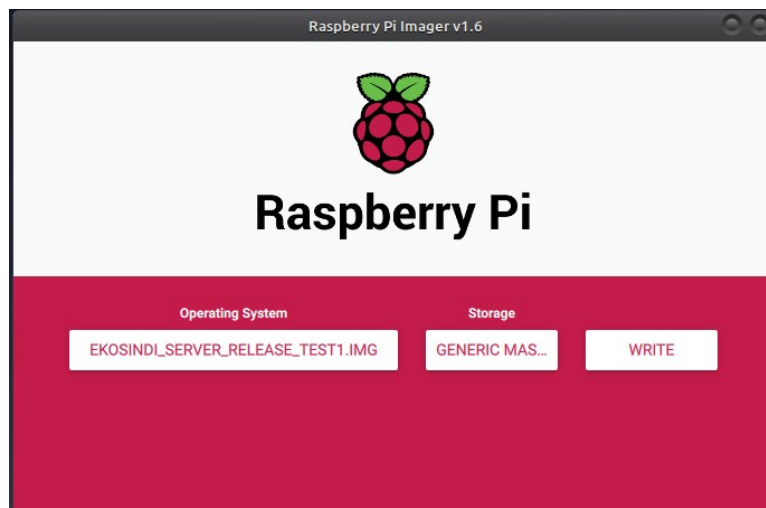 Raspberry Pi Imager v1.6
Raspberry Pi
Operating System
Storage
EKOSINDI_SERVER_RELEASE_TEST1.IMG
GENERIC MAS...
WRITE